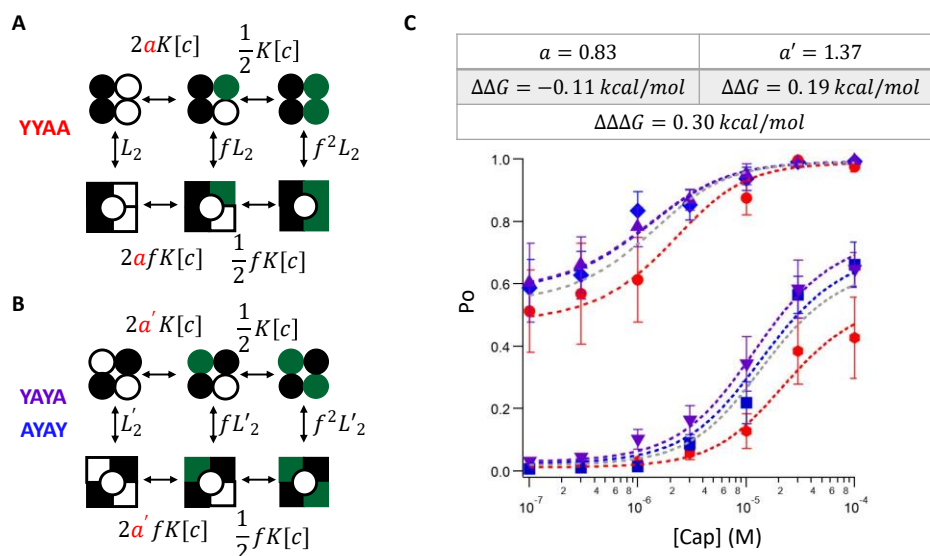 A
2aK[c]
1/2 K[c]
YYAA
L₂
fL₂
f²L₂
2afK[c]
1/2 fK[c]
B
2a′K[c]
1/2 K[c]
YAYA
AYAY
L′₂
fL′₂
f²L′₂
2a′fK[c]
1/2 fK[c]
C
a = 0.83
a′ = 1.37
ΔΔG = −0.11 kcal/mol
ΔΔG = 0.19 kcal/mol
ΔΔΔG = 0.30 kcal/mol
1.0
0.8
0.6
0.4
0.2
0.0
Po
10⁻⁷ 2 4 6 8 10⁻⁶ 2 4 6 8 10⁻⁵ 2 4 6 8 10⁻⁴
[Cap] (M)